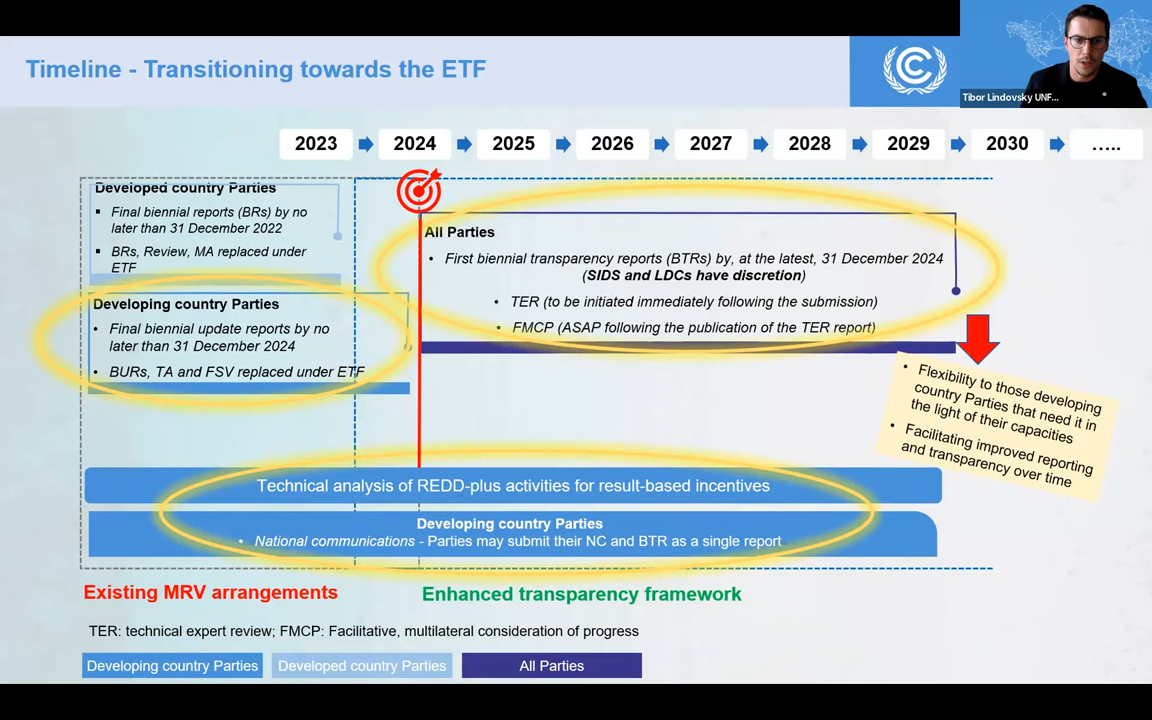 Timeline - Transitioning towards the ETF
Tibor Lindovsky UNF...
2023
2024
2025
2026
2027
2028
2029
2030
.....
Developed country Parties
▪ Final biennial reports (BRs) by no
later than 31 December 2022
▪ BRs, Review, MA replaced under
ETF
Developing country Parties
• Final biennial update reports by no
later than 31 December 2024
• BURs, TA and FSV replaced under ETF
All Parties
• First biennial transparency reports (BTRs) by, at the latest, 31 December 2024
(SIDS and LDCs have discretion)
• TER (to be initiated immediately following the submission)
• FMCP (ASAP following the publication of the TER report)
• Flexibility to those developing
country Parties that need it in
the light of their capacities
• Facilitating improved reporting
and transparency over time
Technical analysis of REDD-plus activities for result-based incentives
Developing country Parties
• National communications - Parties may submit their NC and BTR as a single report
Existing MRV arrangements
Enhanced transparency framework
TER: technical expert review; FMCP: Facilitative, multilateral consideration of progress
Developing country Parties
Developed country Parties
All Parties